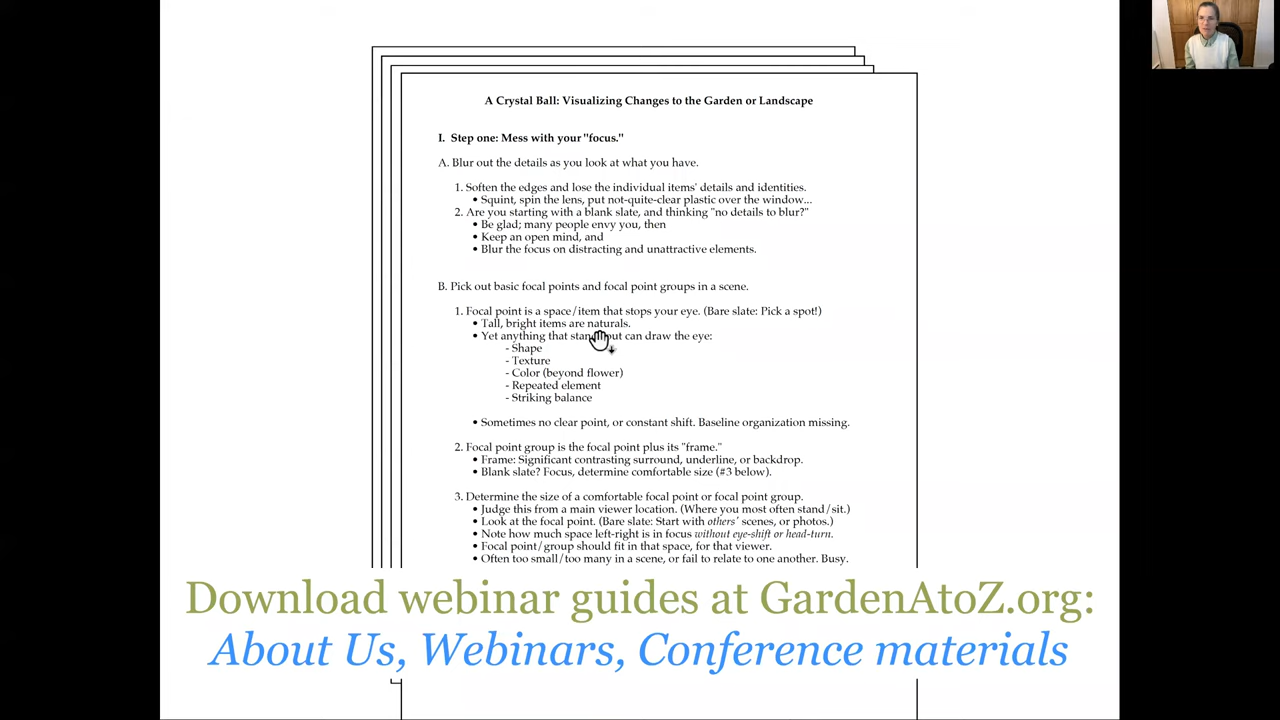 A Crystal Ball: Visualizing Changes to the Garden or Landscape
I. Step one: Mess with your "focus."
A. Blur out the details as you look at what you have.
1. Soften the edges and lose the individual items' details and identities.
• Squint, spin the lens, put not-quite-clear plastic over the window...
2. Are you starting with a blank slate, and thinking "no details to blur?"
• Be glad; many people envy you, then
• Keep an open mind, and
• Blur the focus on distracting and unattractive elements.
B. Pick out basic focal points and focal point groups in a scene.
1. Focal point is a space/item that stops your eye. (Bare slate: Pick a spot!)
• Tall, bright items are naturals.
• Yet anything that stands out can draw the eye:
- Shape
- Texture
- Color (beyond flower)
- Repeated element
- Striking balance
• Sometimes no clear point, or constant shift. Baseline organization missing.
2. Focal point group is the focal point plus its "frame."
• Frame: Significant contrasting surround, underline, or backdrop.
• Blank slate? Focus, determine comfortable size (#3 below).
3. Determine the size of a comfortable focal point or focal point group.
• Judge this from a main viewer location. (Where you most often stand/sit.)
• Look at the focal point. (Bare slate: Start with others' scenes, or photos.)
• Note how much space left-right is in focus without eye-shift or head-turn.
• Focal point/group should fit in that space, for that viewer.
• Often too small/too many in a scene, or fail to relate to one another. Busy.
Download webinar guides at GardenAtoZ.org:
About Us, Webinars, Conference materials